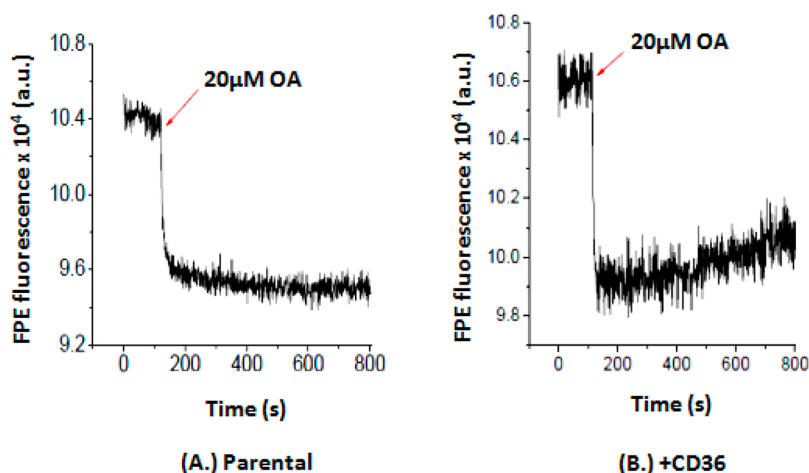 10.8
10.4
10.0
9.6
9.2
FPE fluorescence x 10⁴ (a.u.)
20µM OA
0 200 400 600 800
Time (s)
(A.) Parental
10.8
10.6
10.4
10.2
10.0
9.8
FPE fluorescence x 10⁴ (a.u.)
20µM OA
0 200 400 600 800
Time (s)
(B.) +CD36